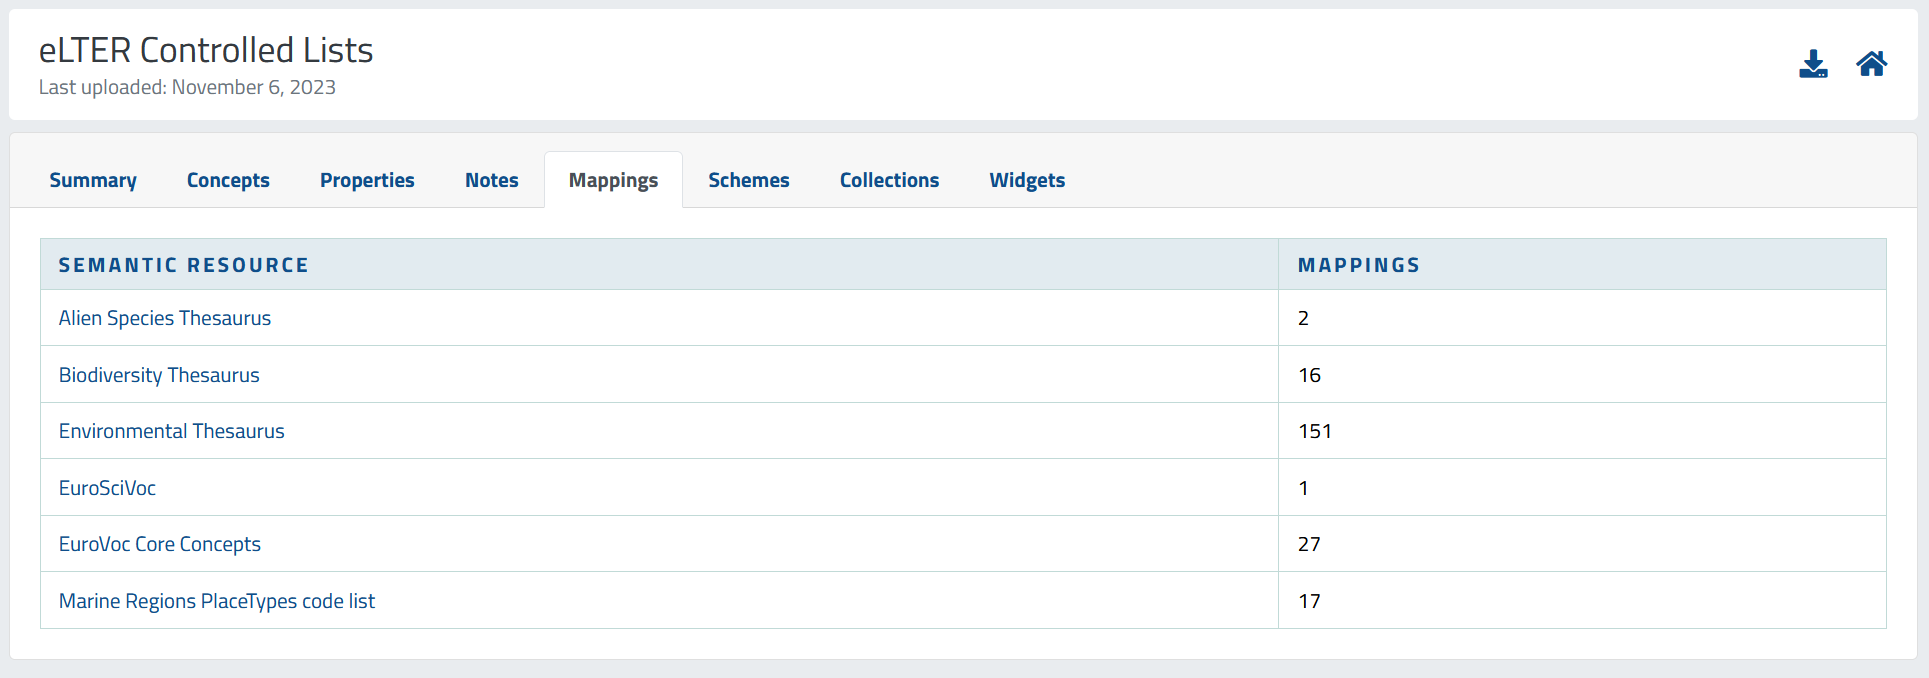 eLTER Controlled Lists
Last uploaded: November 6, 2023
Summary Concepts Properties Notes Mappings Schemes Collections Widgets
SEMANTIC RESOURCE MAPPINGS
Alien Species Thesaurus 2
Biodiversity Thesaurus 16
Environmental Thesaurus 151
EuroSciVoc 1
EuroVoc Core Concepts 27
Marine Regions PlaceTypes code list 17